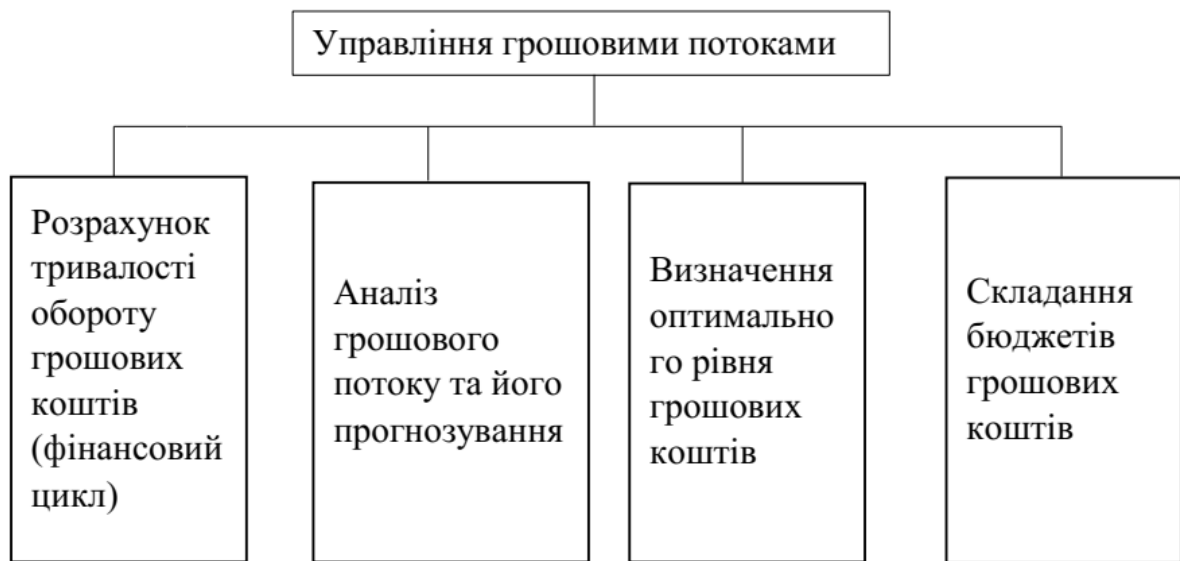 Управління грошовими потоками
Розрахунок
тривалості
обороту
грошових
коштів
(фінансовий
цикл)
Аналіз
грошового
потоку та його
прогнозування
Визначення
оптимально
го рівня
грошових
коштів
Складання
бюджетів
грошових
коштів